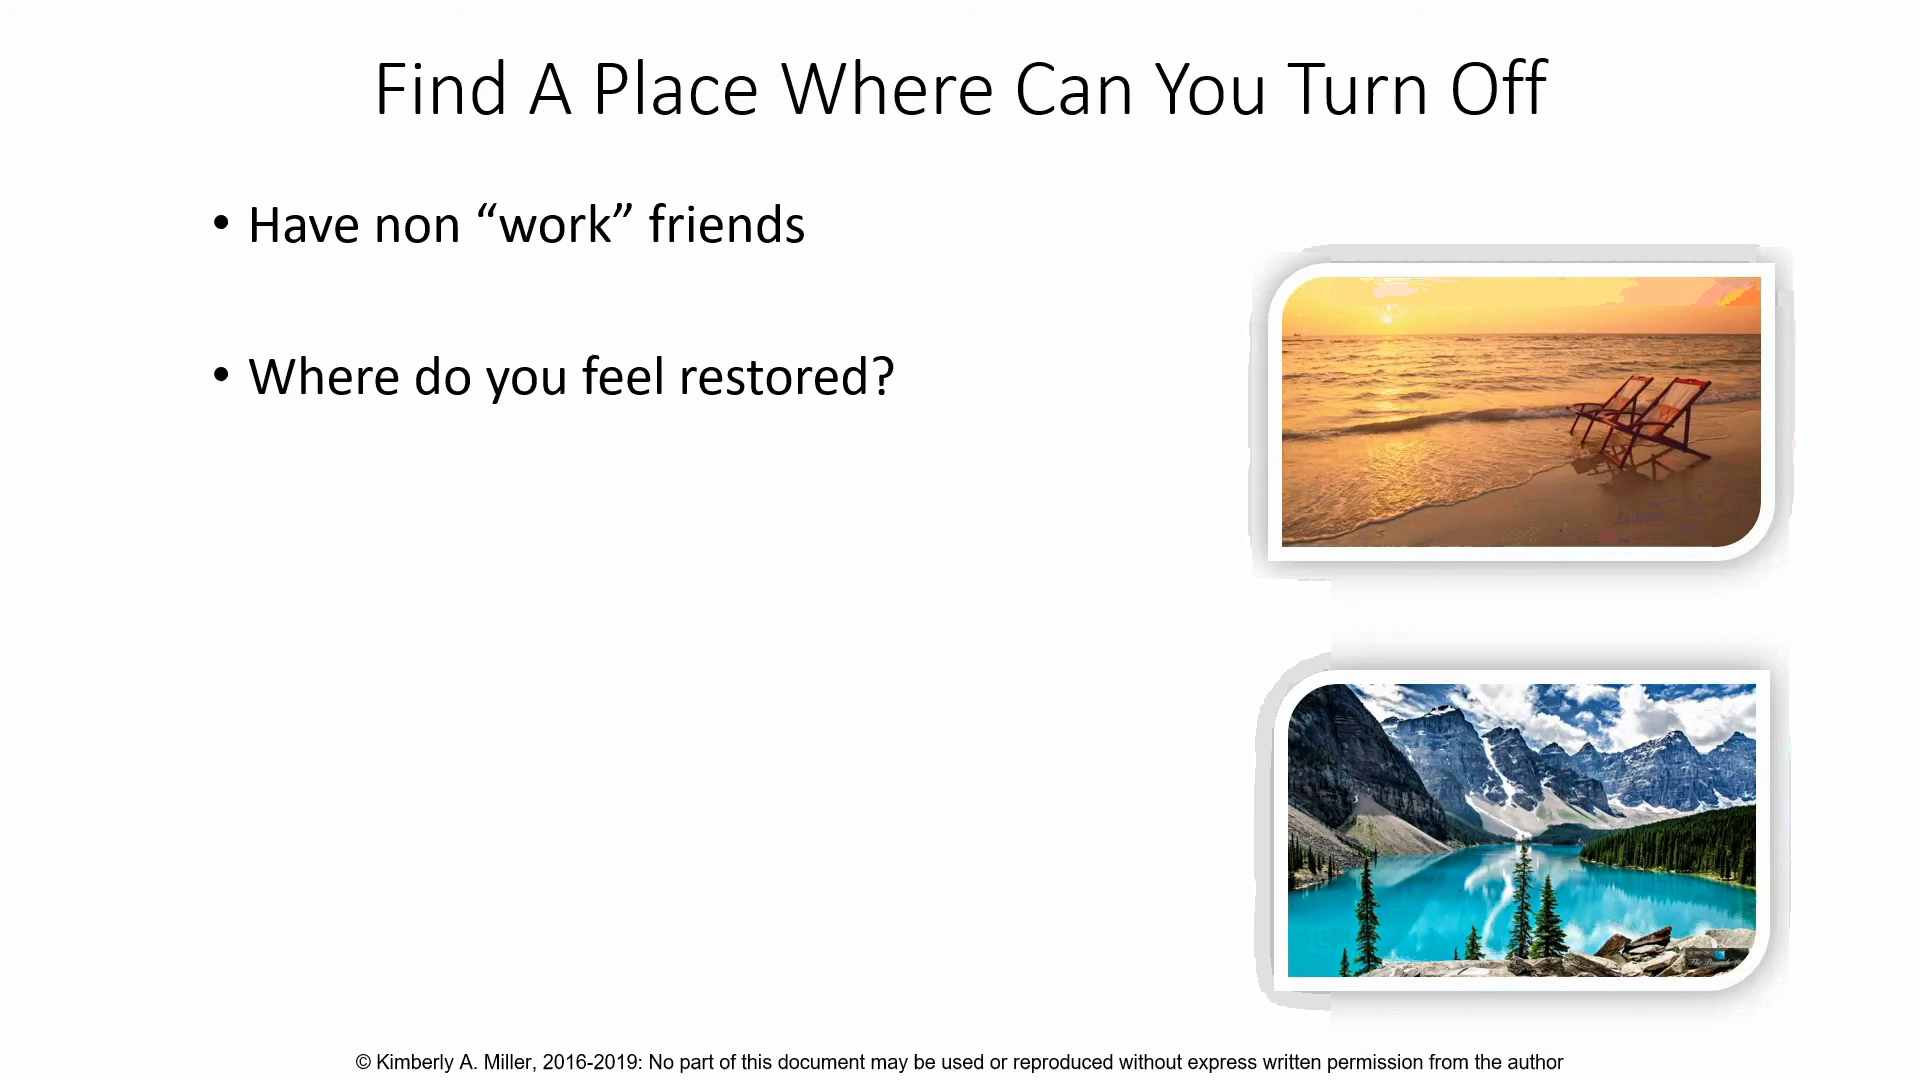 Find A Place Where Can You Turn Off
• Have non “work” friends
• Where do you feel restored?
© Kimberly A. Miller, 2016-2019: No part of this document may be used or reproduced without express written permission from the author